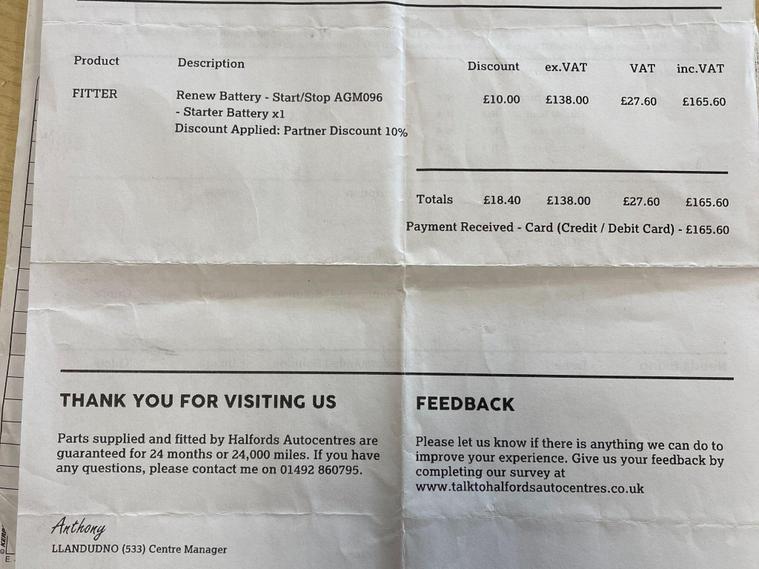 Product Description Discount ex.VAT VAT inc.VAT
FITTER Renew Battery - Start/Stop AGM096 £10.00 £138.00 £27.60 £165.60
- Starter Battery x1
Discount Applied: Partner Discount 10%
Totals £18.40 £138.00 £27.60 £165.60
Payment Received - Card (Credit / Debit Card) - £165.60
THANK YOU FOR VISITING US
Parts supplied and fitted by Halfords Autocentres are
guaranteed for 24 months or 24,000 miles. If you have
any questions, please contact me on 01492 860795.
Anthony
LLANDUDNO (533) Centre Manager
FEEDBACK
Please let us know if there is anything we can do to
improve your experience. Give us your feedback by
completing our survey at
www.talktohalfordsautocentres.co.uk